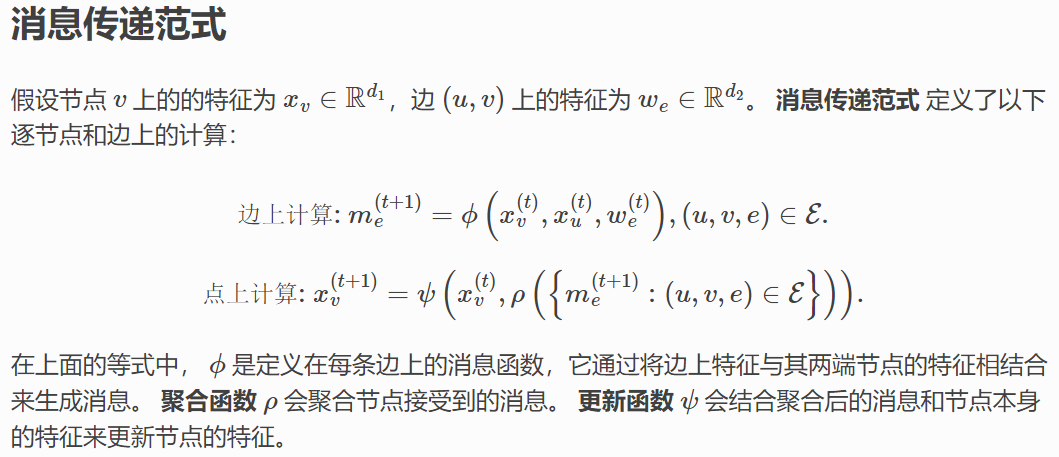 消息传递范式
假设节点 $v$ 上的的特征为 $x_v \in \mathbb{R}^{d_1}$，边 $(u, v)$ 上的特征为 $w_e \in \mathbb{R}^{d_2}$。 消息传递范式 定义了以下
逐节点和边上的计算：
边上计算: $m_e^{(t+1)} = \phi \left( x_v^{(t)}, x_u^{(t)}, w_e^{(t)} \right), (u, v, e) \in \mathcal{E}.$
点上计算: $x_v^{(t+1)} = \psi \left( x_v^{(t)}, \rho \left( \left\{ m_e^{(t+1)} : (u, v, e) \in \mathcal{E} \right\} \right) \right).$
在上面的等式中， $\phi$ 是定义在每条边上的消息函数，它通过将边上特征与其两端节点的特征相结合
来生成消息。 聚合函数 $\rho$ 会聚合节点接受到的消息。 更新函数 $\psi$ 会结合聚合后的消息和节点本身
的特征来更新节点的特征。